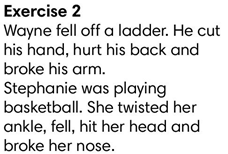 Exercise 2
Wayne fell off a ladder. He cut
his hand, hurt his back and
broke his arm.
Stephanie was playing
basketball. She twisted her
ankle, fell, hit her head and
broke her nose.